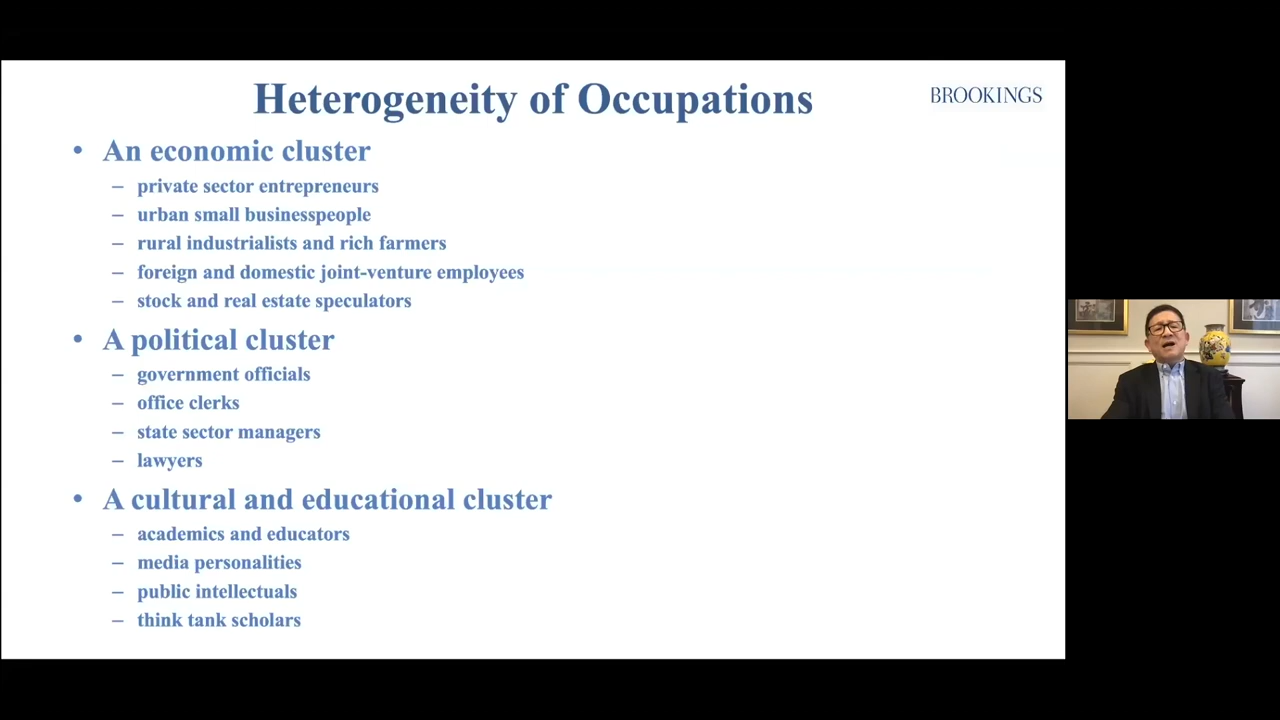 Heterogeneity of Occupations
BROOKINGS
• An economic cluster
– private sector entrepreneurs
– urban small businesspeople
– rural industrialists and rich farmers
– foreign and domestic joint-venture employees
– stock and real estate speculators
• A political cluster
– government officials
– office clerks
– state sector managers
– lawyers
• A cultural and educational cluster
– academics and educators
– media personalities
– public intellectuals
– think tank scholars